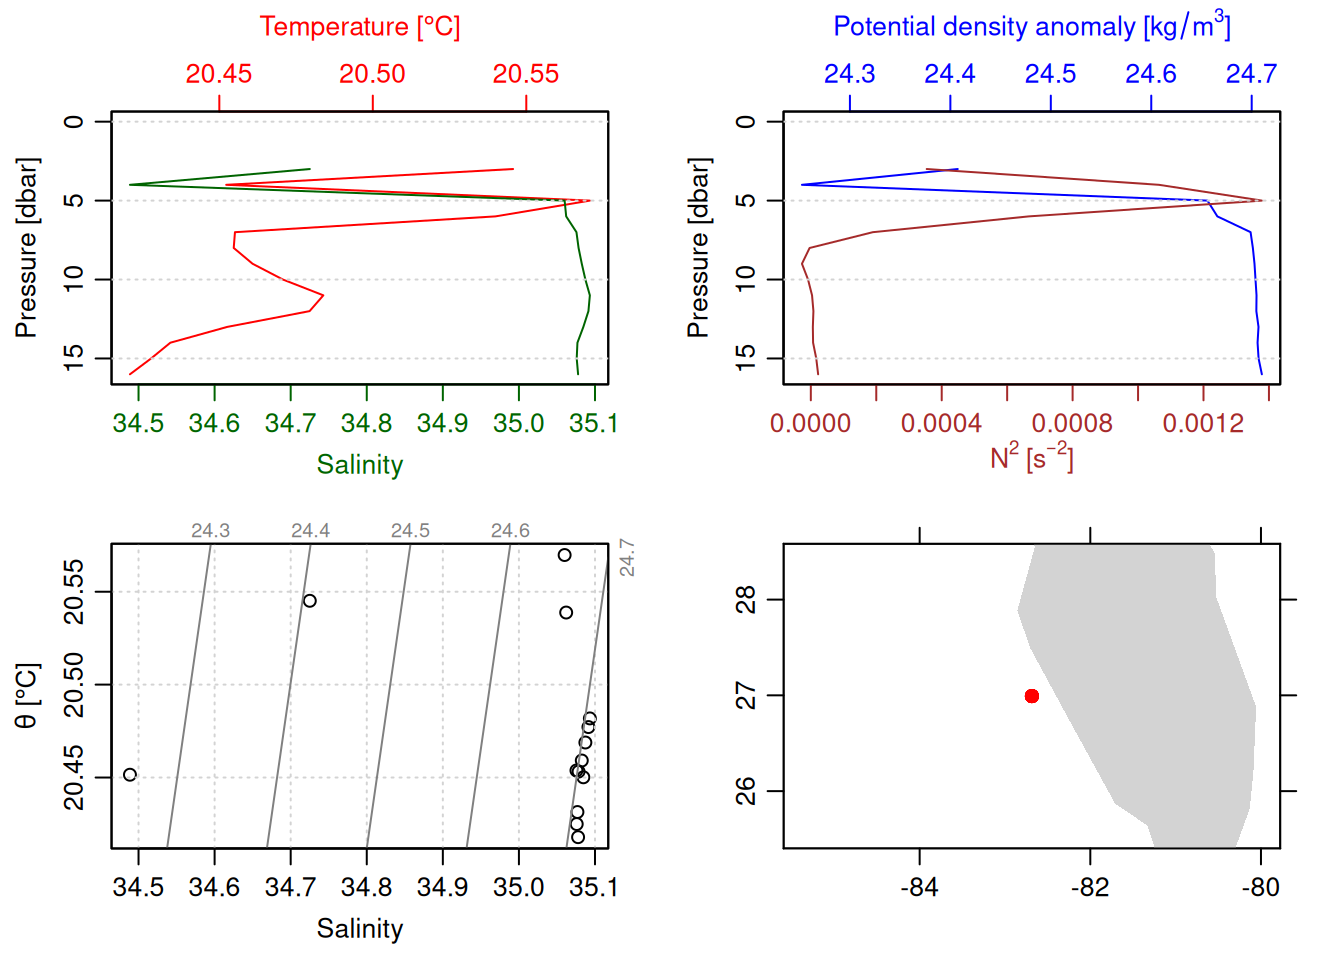 Temperature [°C]
20.45 20.50 20.55
Pressure [dbar]
0 5 10 15
34.5 34.6 34.7 34.8 34.9 35.0 35.1
Salinity
Potential density anomaly [kg/m³]
24.3 24.4 24.5 24.6 24.7
Pressure [dbar]
0 5 10 15
0.0000 0.0004 0.0008 0.0012
N² [s⁻²]
24.3 24.4 24.5 24.6 24.7
θ [°C]
20.55 20.50 20.45
34.5 34.6 34.7 34.8 34.9 35.0 35.1
Salinity
28 27 26
-84 -82 -80